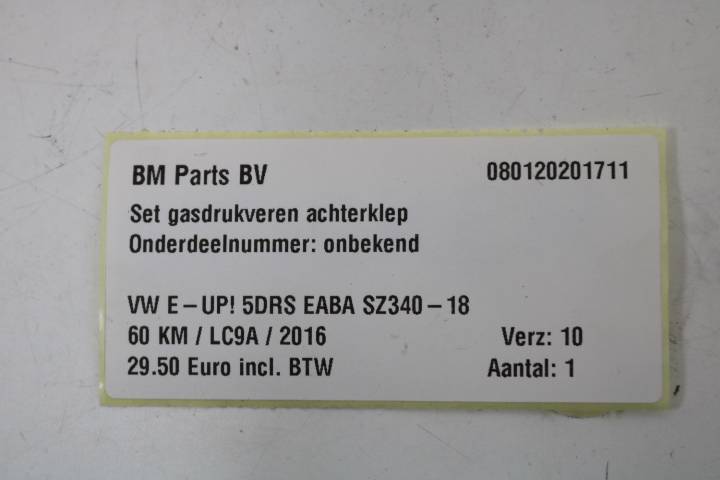 BM Parts BV 080120201711
Set gasdrukveren achterklep
Onderdeelnummer: onbekend
VW E-UP! 5DRS EABA SZ340-18
60 KM / LC9A / 2016 Verz: 10
29.50 Euro incl. BTW Aantal: 1